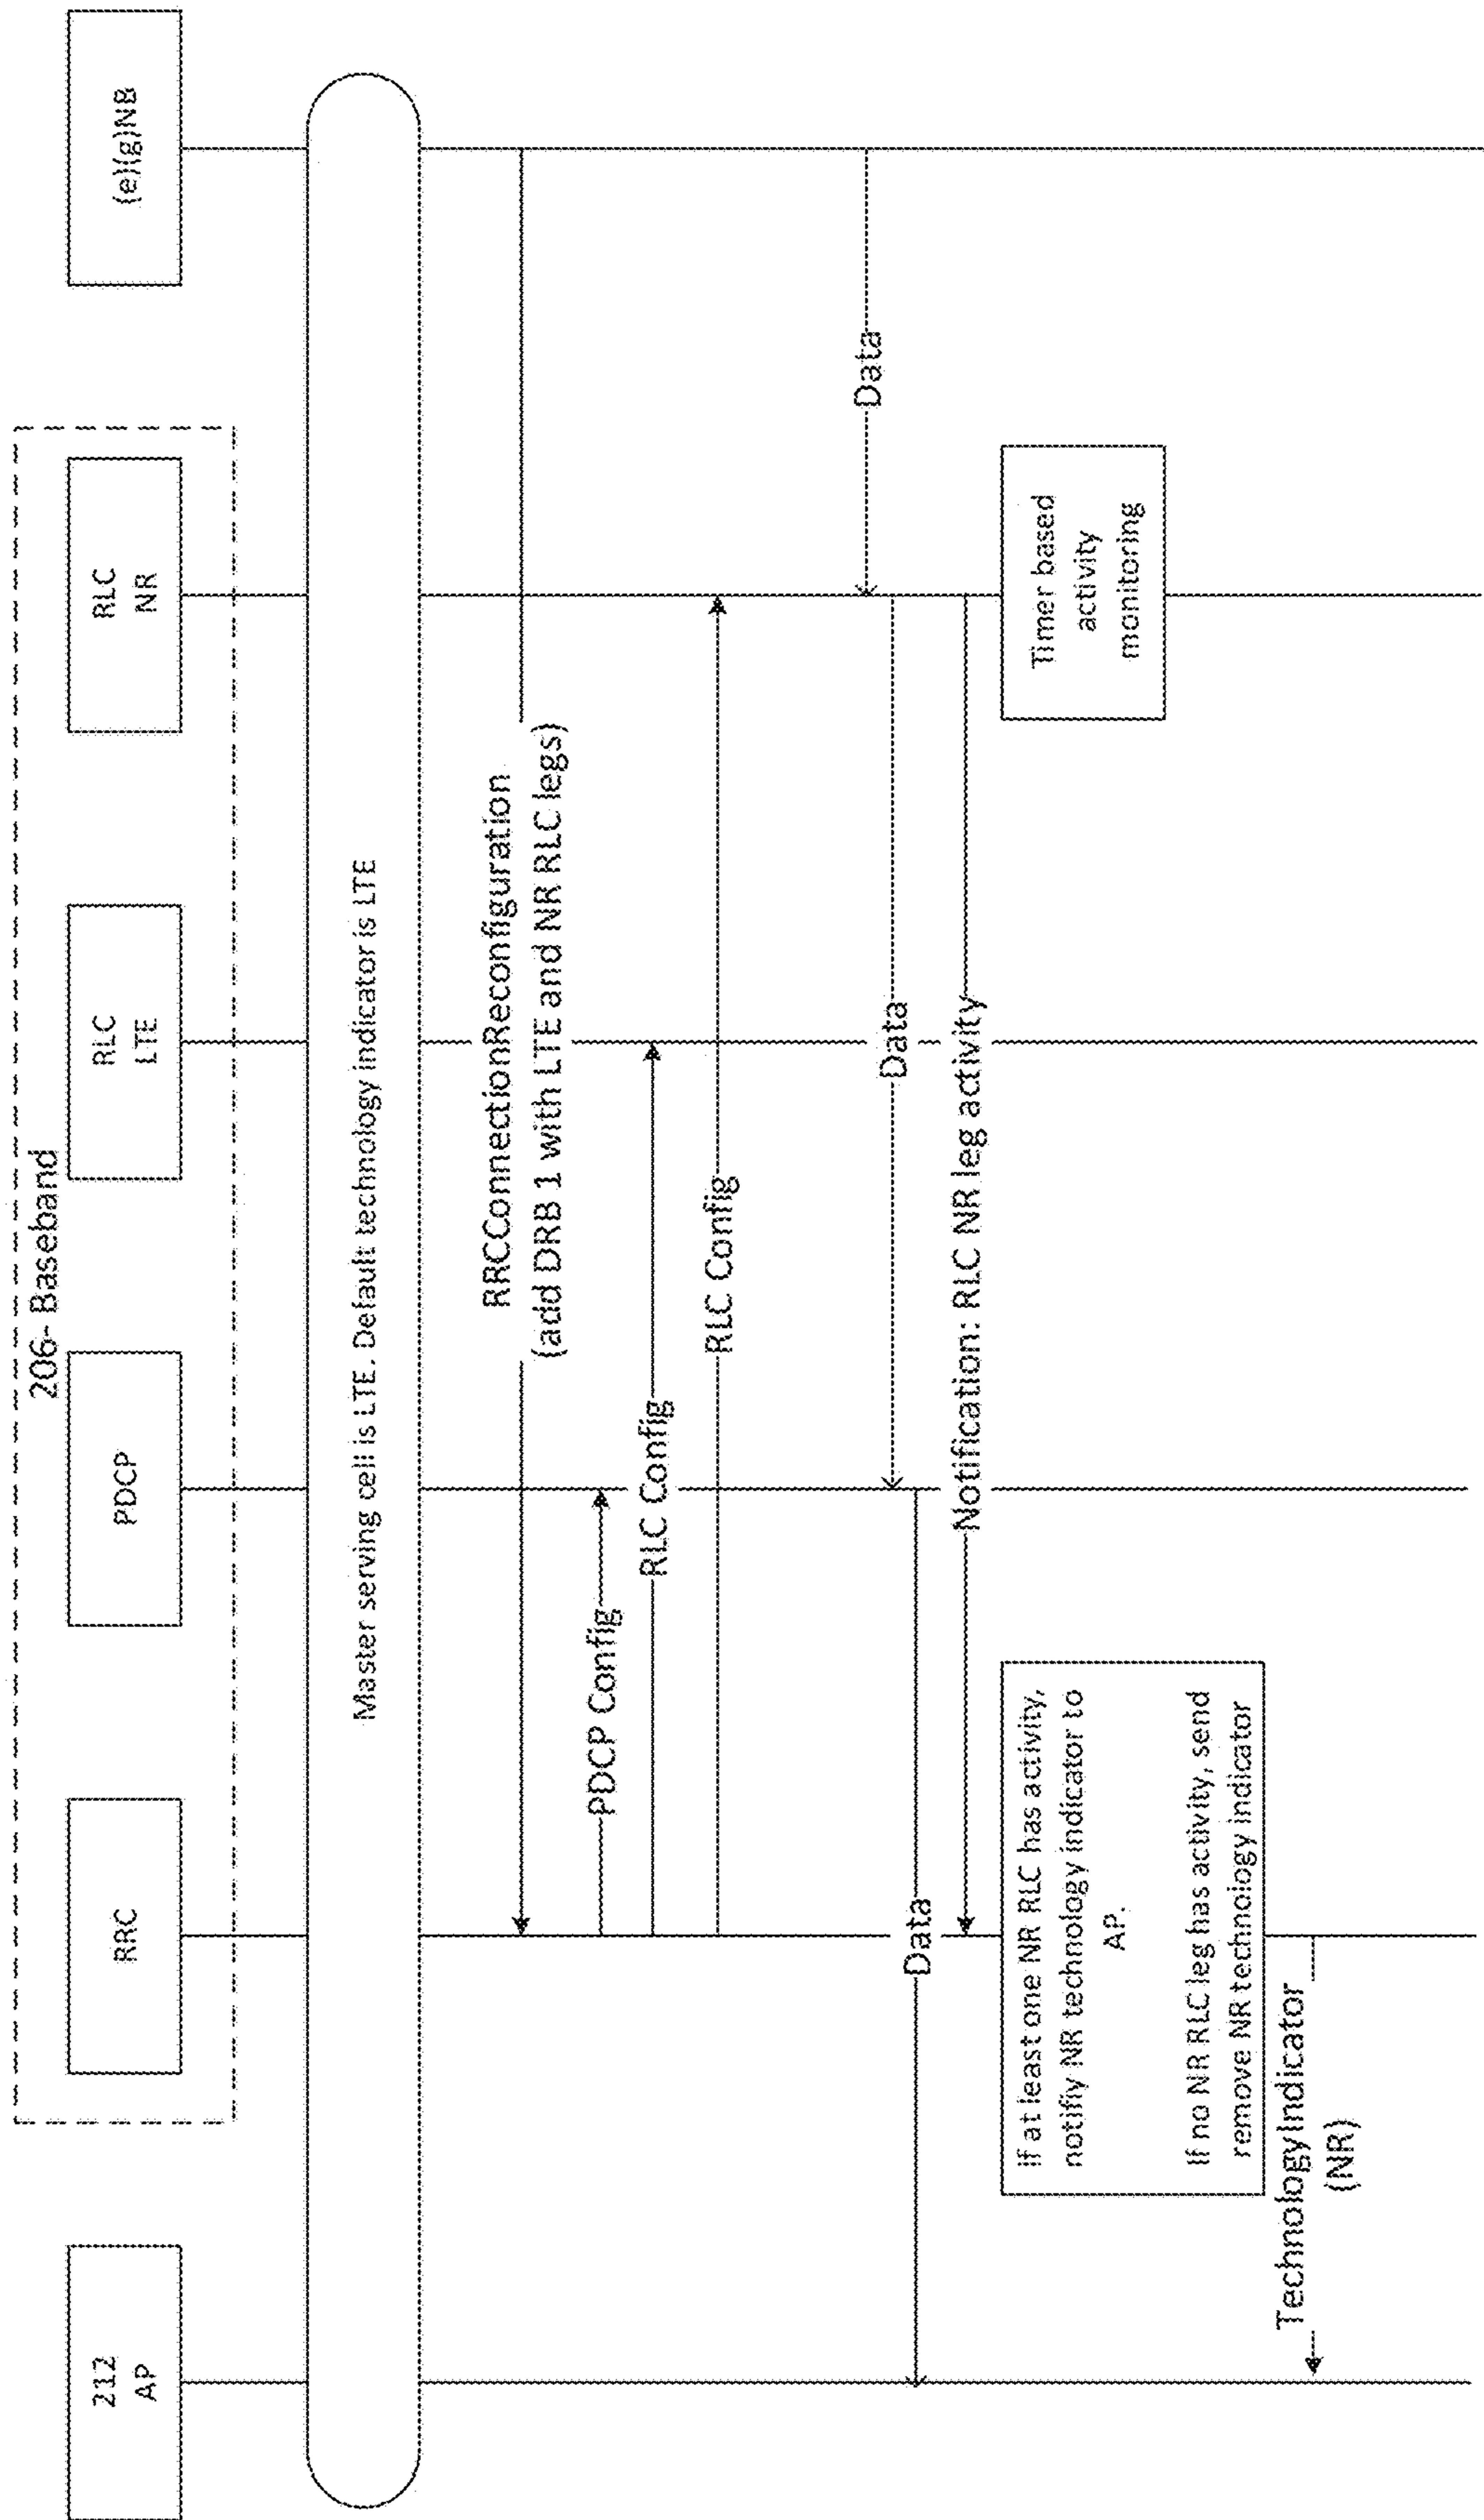 206- Baseband
212
AP
RRC
PDCP
RLC
LTE
RLC
NR
(e)(g)NB
Master serving cell is LTE. Default technology indicator is LTE
RRCConnectionReconfiguration
(add DRB 1 with LTE and NR RLC legs)
PDCP Config
RLC Config
RLC Config
Data
Data
Data
Notification: RLC NR leg activity
If at least one NR RLC has activity,
notifiy NR technology indicator to
AP.
If no NR RLC leg has activity, send
remove NR technology indicator
Timer based
activity
monitoring
TechnologyIndicator
(NR)